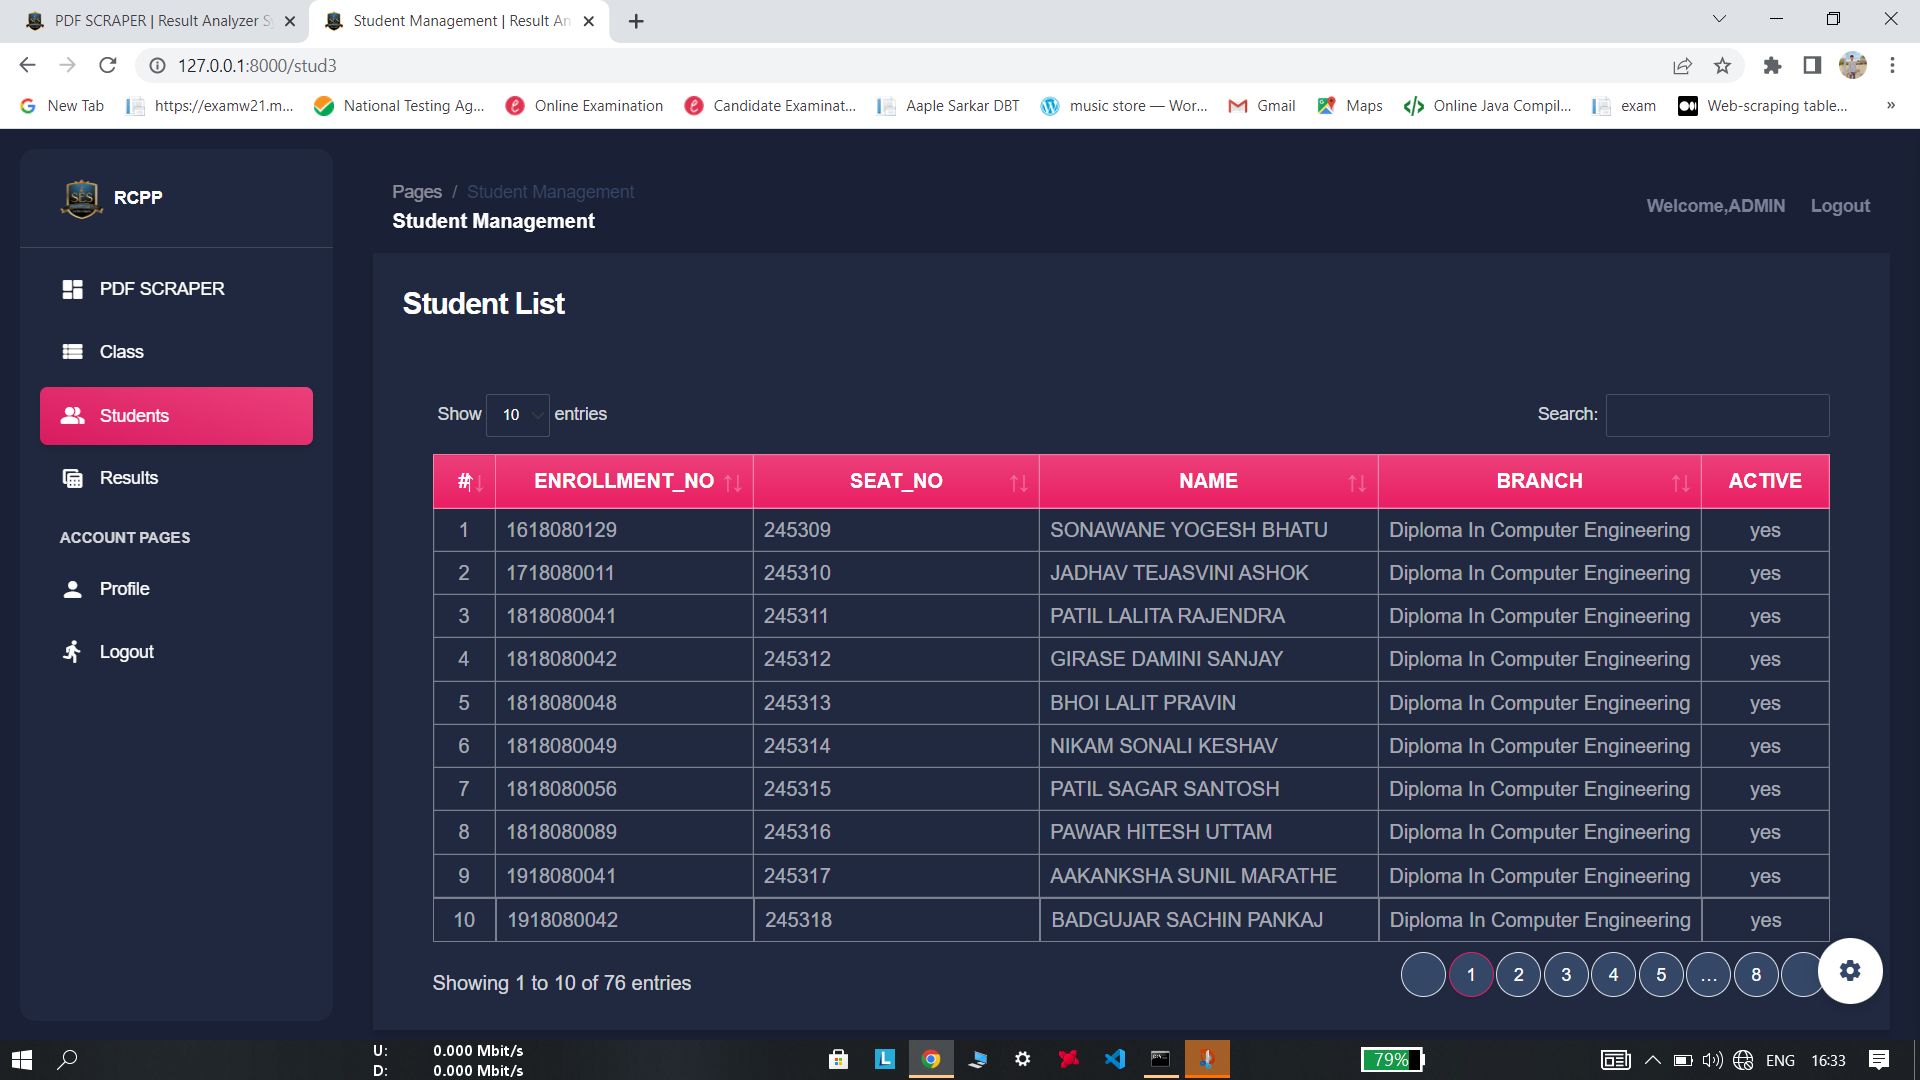 PDF SCRAPER | Result Analyzer S
Student Management | Result An
127.0.0.1:8000/stud3
New Tab
https://examw21.m...
National Testing Ag...
Online Examination
Candidate Examinat...
Aaple Sarkar DBT
music store — Wor...
Gmail
Maps
Online Java Compil...
exam
Web-scraping table...
»
SES
RCPP
Pages / Student Management
Student Management
Welcome,ADMIN
Logout
PDF SCRAPER
Class
Students
Results
ACCOUNT PAGES
Profile
Logout
Student List
Show 10 entries
Search:
# ENROLLMENT_NO SEAT_NO NAME BRANCH ACTIVE
1 1618080129 245309 SONAWANE YOGESH BHATU Diploma In Computer Engineering yes
2 1718080011 245310 JADHAV TEJASVINI ASHOK Diploma In Computer Engineering yes
3 1818080041 245311 PATIL LALITA RAJENDRA Diploma In Computer Engineering yes
4 1818080042 245312 GIRASE DAMINI SANJAY Diploma In Computer Engineering yes
5 1818080048 245313 BHOI LALIT PRAVIN Diploma In Computer Engineering yes
6 1818080049 245314 NIKAM SONALI KESHAV Diploma In Computer Engineering yes
7 1818080056 245315 PATIL SAGAR SANTOSH Diploma In Computer Engineering yes
8 1818080089 245316 PAWAR HITESH UTTAM Diploma In Computer Engineering yes
9 1918080041 245317 AAKANKSHA SUNIL MARATHE Diploma In Computer Engineering yes
10 1918080042 245318 BADGUJAR SACHIN PANKAJ Diploma In Computer Engineering yes
Showing 1 to 10 of 76 entries
1 2 3 4 5 … 8
U: 0.000 Mbit/s
D: 0.000 Mbit/s
L
79%
ENG
16:33